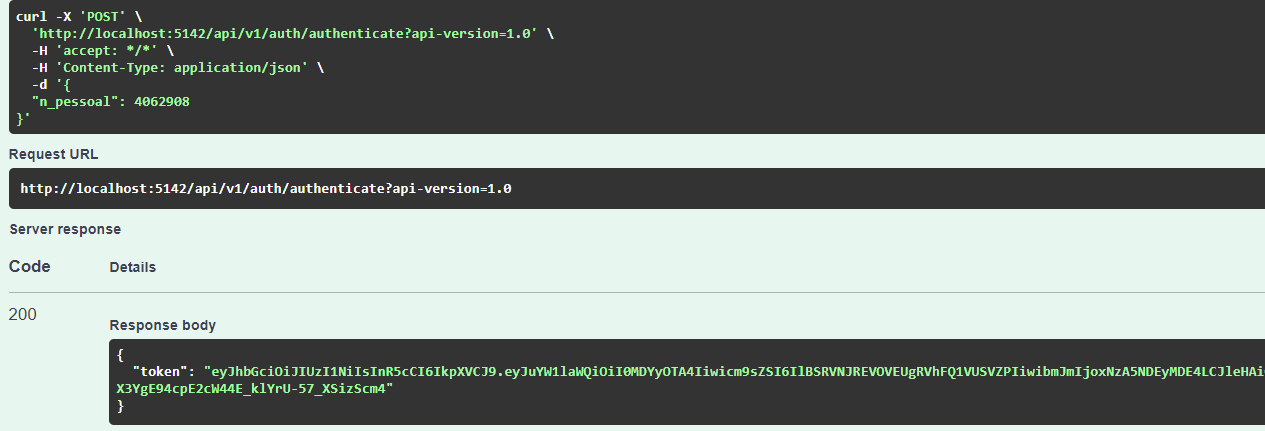 curl -X 'POST' \
'http://localhost:5142/api/v1/auth/authenticate?api-version=1.0' \
-H 'accept: */*' \
-H 'Content-Type: application/json' \
-d '{
"n_pessoal": 4062908
}'
Request URL
http://localhost:5142/api/v1/auth/authenticate?api-version=1.0
Server response
Code Details
200
Response body
{
"token": "eyJhbGciOiJIUzI1NiIsInR5cCI6IkpXVCJ9.eyJuYW1laWQiOiI0MDYyOTA4Iiwicm9sZSI6IlBSRVNJREVOVEUgRVhFQ1VUSVZPIiwibmJmIjoxNzA5NDEyMDE4LCJleHAi
X3YgE94cpE2cW44E_klYrU-57_XSizScm4"
}